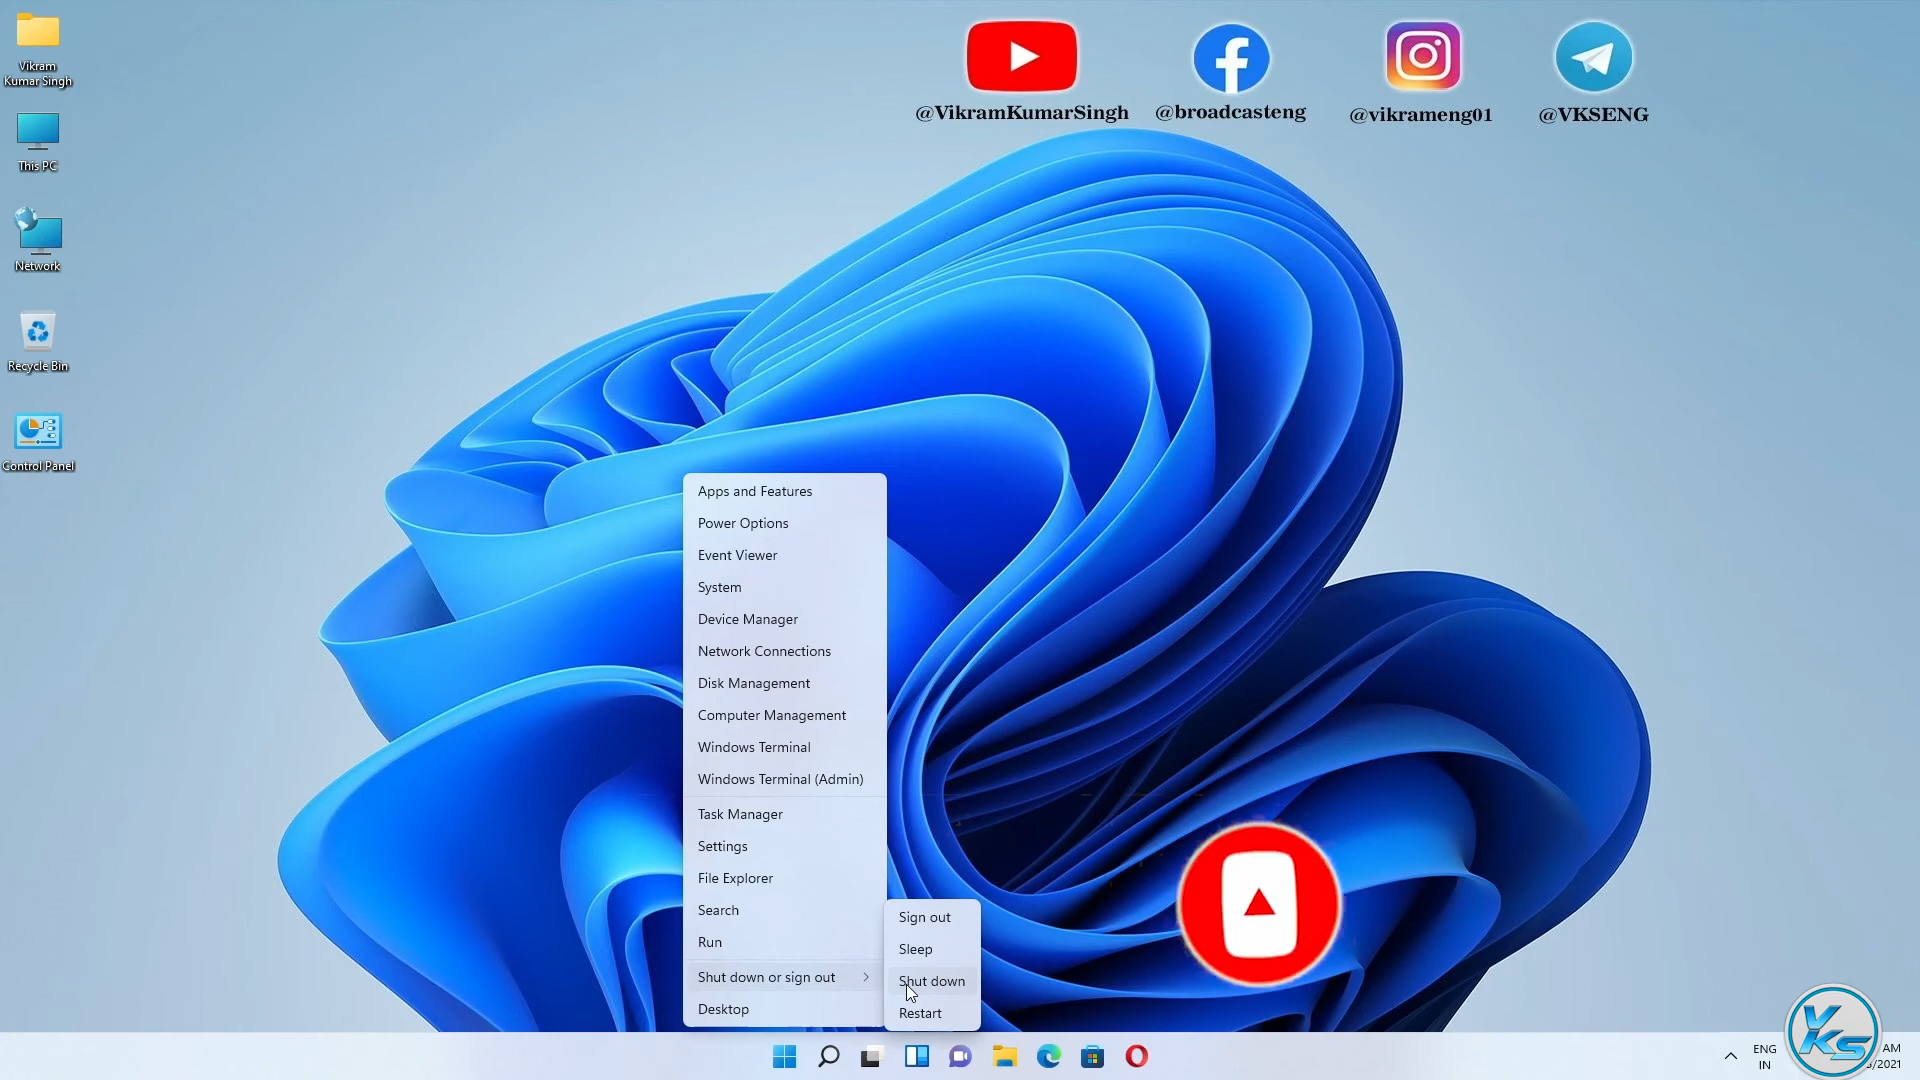 @VikramKumarSingh
@broadcasteng
@vikrameng01
@VKSENG
Vikram
Kumar Singh
This PC
Network
Recycle Bin
Control Panel
Apps and Features
Power Options
Event Viewer
System
Device Manager
Network Connections
Disk Management
Computer Management
Windows Terminal
Windows Terminal (Admin)
Task Manager
Settings
File Explorer
Search
Run
Shut down or sign out
Desktop
Sign out
Sleep
Shut down
Restart
ENG
IN
VKS
AM
/2021